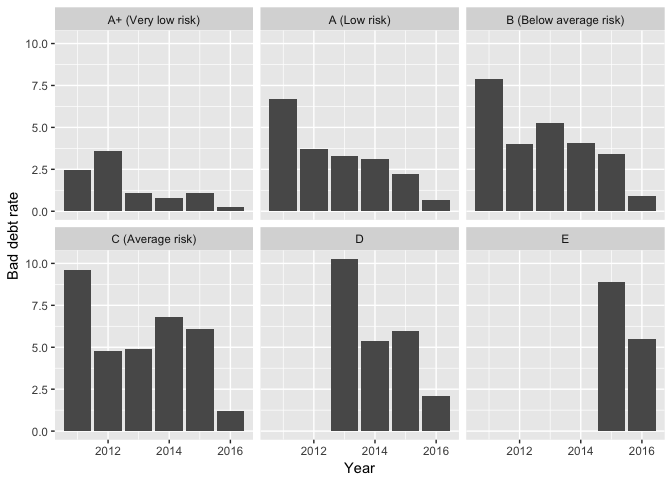 A+ (Very low risk)
A (Low risk)
B (Below average risk)
10.0
7.5
5.0
2.5
0.0
Bad debt rate
C (Average risk)
D
E
10.0
7.5
5.0
2.5
0.0
2012
2014
2016
2012
2014
2016
2012
2014
2016
Year